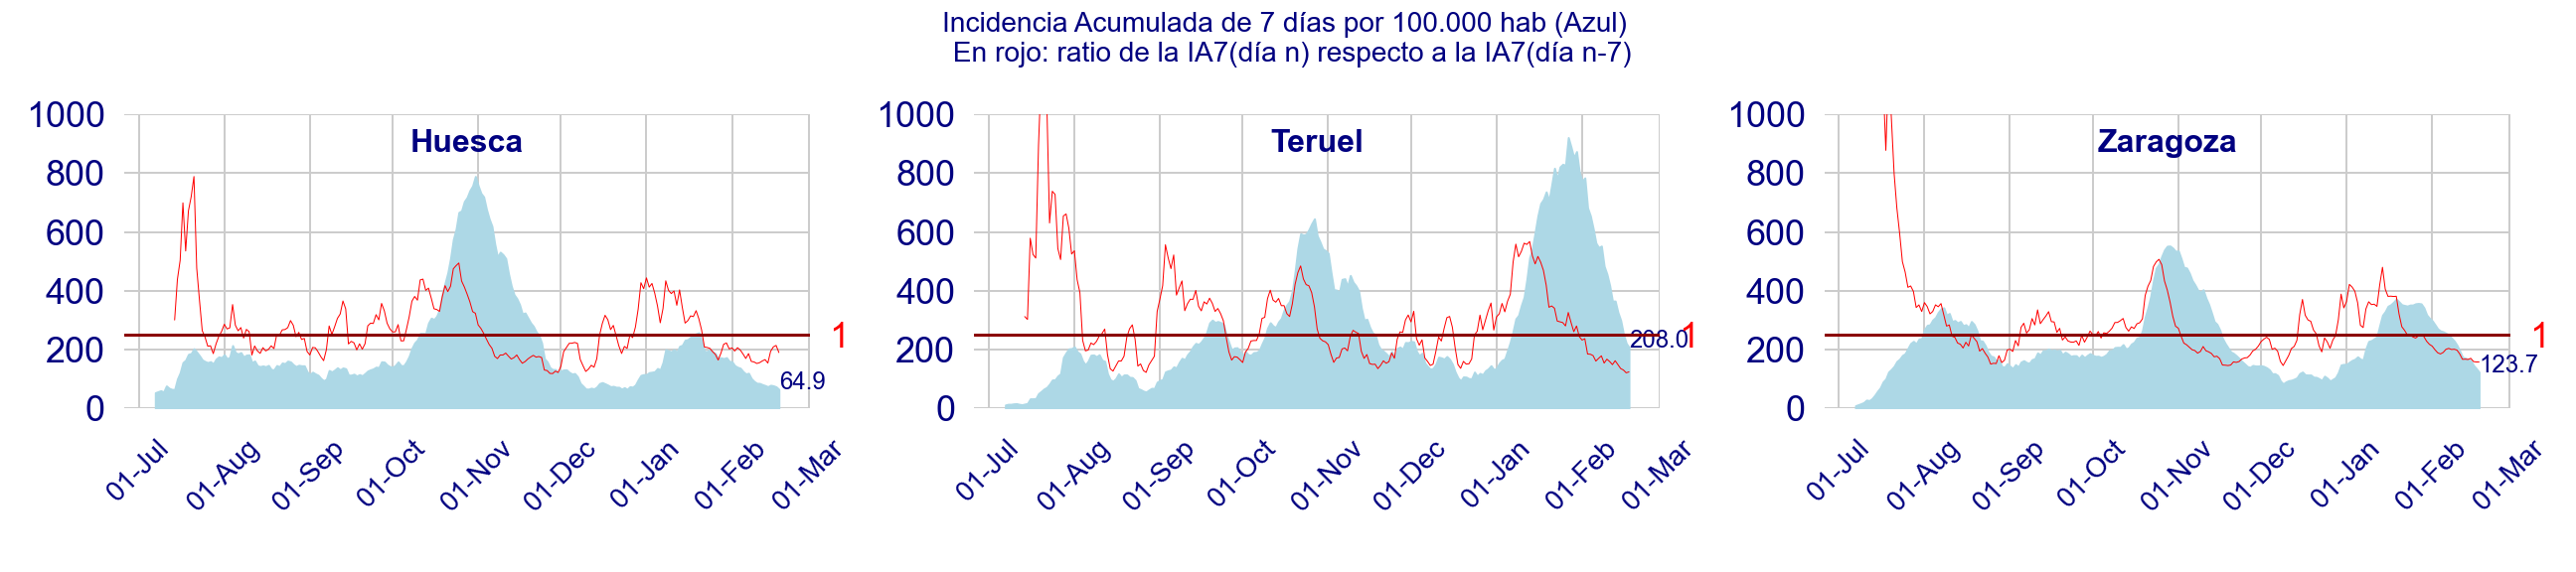 Incidencia Acumulada de 7 días por 100.000 hab (Azul)
En rojo: ratio de la IA7(día n) respecto a la IA7(día n-7)
Huesca
1000
800
600
400
200
0
1
64.9
01-Jul
01-Aug
01-Sep
01-Oct
01-Nov
01-Dec
01-Jan
01-Feb
01-Mar
Teruel
1000
800
600
400
200
0
208.0
1
01-Jul
01-Aug
01-Sep
01-Oct
01-Nov
01-Dec
01-Jan
01-Feb
01-Mar
Zaragoza
1000
800
600
400
200
0
1
123.7
01-Jul
01-Aug
01-Sep
01-Oct
01-Nov
01-Dec
01-Jan
01-Feb
01-Mar